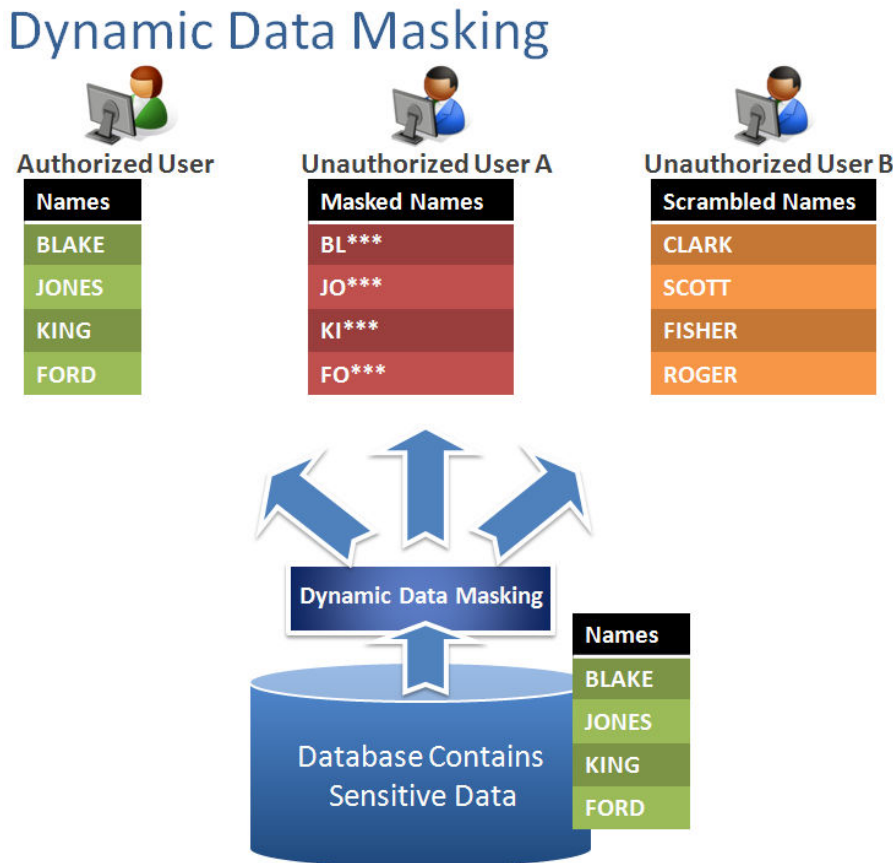 Dynamic Data Masking
Authorized User
Names
BLAKE
JONES
KING
FORD
Unauthorized User A
Masked Names
BL***
JO***
KI***
FO***
Unauthorized User B
Scrambled Names
CLARK
SCOTT
FISHER
ROGER
Dynamic Data Masking
Database Contains
Sensitive Data
Names
BLAKE
JONES
KING
FORD